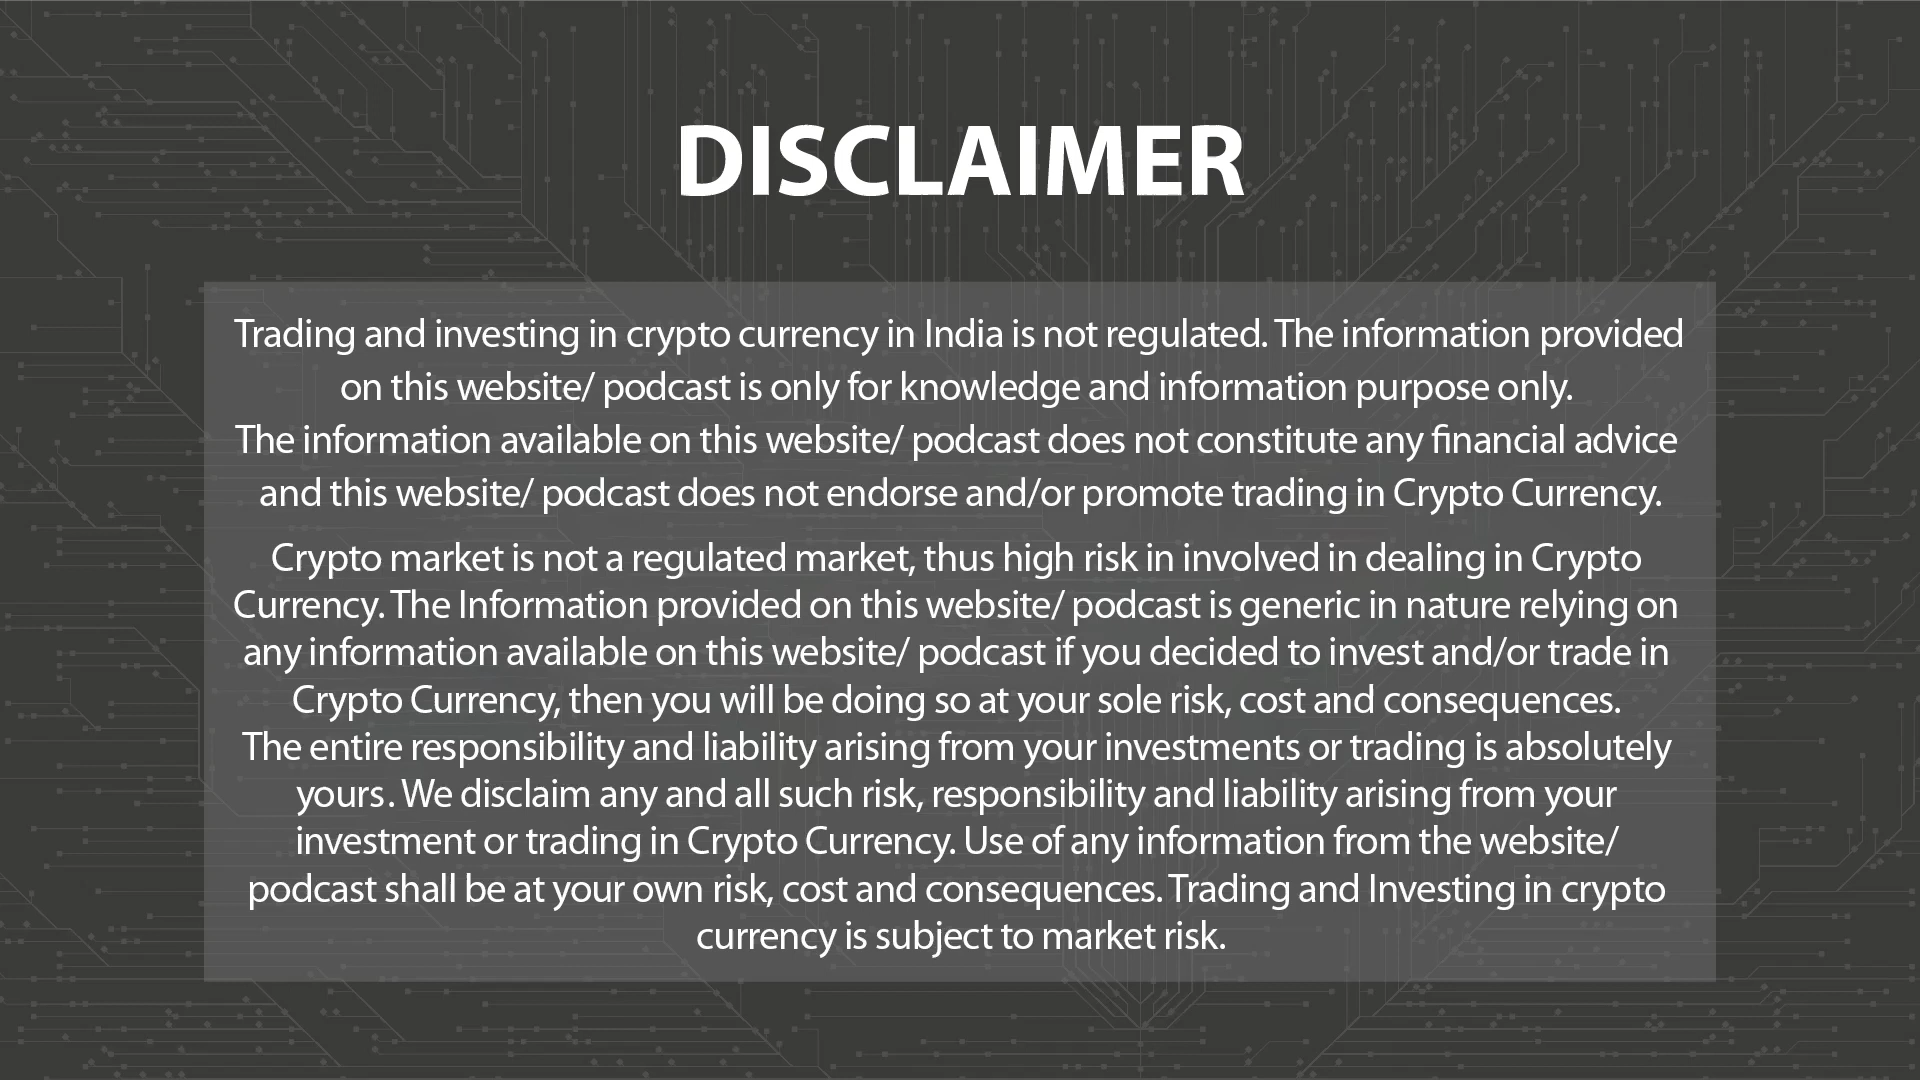 DISCLAIMER
Trading and investing in crypto currency in India is not regulated. The information provided
on this website/ podcast is only for knowledge and information purpose only.
The information available on this website/ podcast does not constitute any financial advice
and this website/ podcast does not endorse and/or promote trading in Crypto Currency.
Crypto market is not a regulated market, thus high risk in involved in dealing in Crypto
Currency. The Information provided on this website/ podcast is generic in nature relying on
any information available on this website/ podcast if you decided to invest and/or trade in
Crypto Currency, then you will be doing so at your sole risk, cost and consequences.
The entire responsibility and liability arising from your investments or trading is absolutely
yours. We disclaim any and all such risk, responsibility and liability arising from your
investment or trading in Crypto Currency. Use of any information from the website/
podcast shall be at your own risk, cost and consequences. Trading and Investing in crypto
currency is subject to market risk.